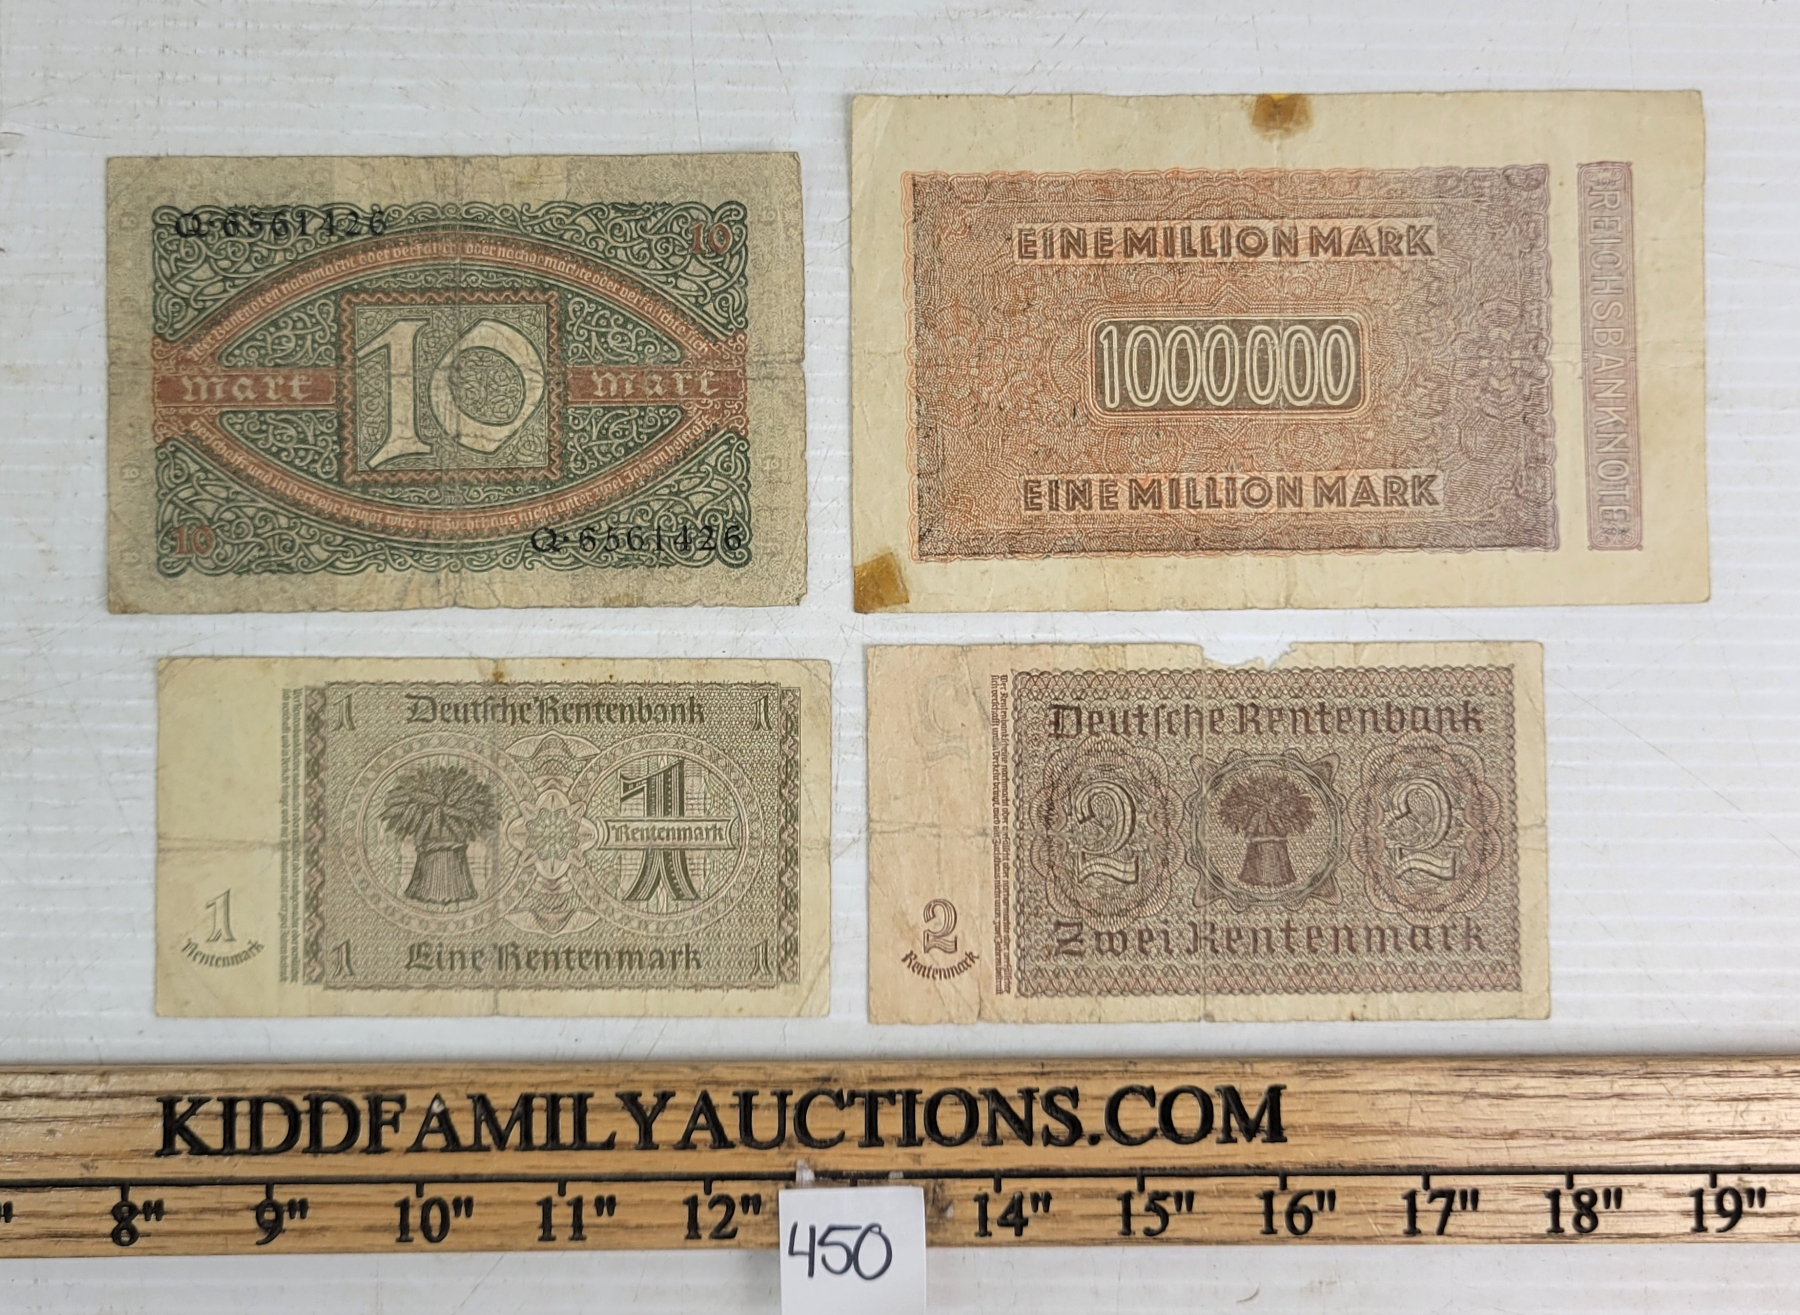 Q·6561426
10
10
Mark
Mark
10
Q·6561426
EINE MILLION MARK
1000000
EINE MILLION MARK
REICHSBANKNOTE
1
Deutsche Rentenbank
1
1
Rentenmark
1
Rentenmark
1
Eine Rentenmark
1
Deutsche Rentenbank
2
2
2
Rentenmark
Zwei Rentenmark
KIDDFAMILYAUCTIONS.COM
8" 9" 10" 11" 12" 14" 15" 16" 17" 18" 19"
450